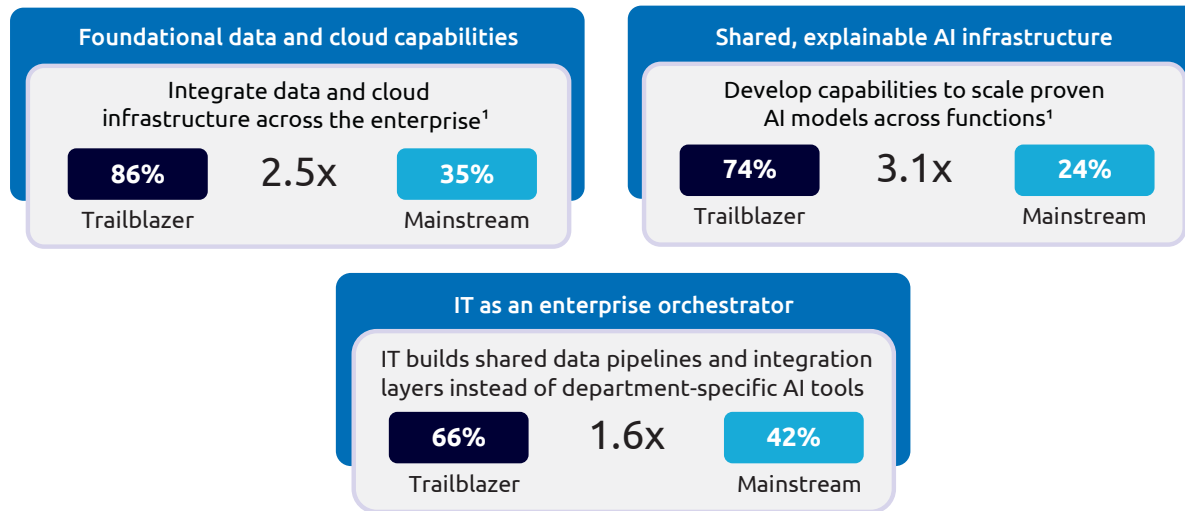 Foundational data and cloud capabilities
Integrate data and cloud
infrastructure across the enterprise¹
86% 2.5x 35%
Trailblazer Mainstream
Shared, explainable AI infrastructure
Develop capabilities to scale proven
AI models across functions¹
74% 3.1x 24%
Trailblazer Mainstream
IT as an enterprise orchestrator
IT builds shared data pipelines and integration
layers instead of department-specific AI tools
66% 1.6x 42%
Trailblazer Mainstream